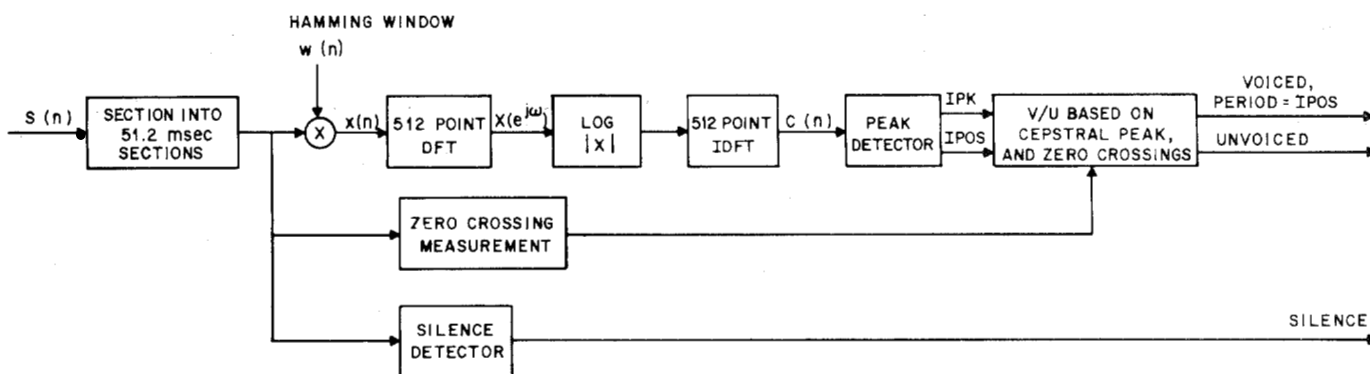 HAMMING WINDOW
w (n)
S (n)
SECTION INTO
51.2 msec
SECTIONS
X
x(n)
512 POINT
DFT
X(e^jω)
LOG
|X|
512 POINT
IDFT
C (n)
PEAK
DETECTOR
IPK
IPOS
V/U BASED ON
CEPSTRAL PEAK,
AND ZERO CROSSINGS
VOICED,
PERIOD = IPOS
UNVOICED
ZERO CROSSING
MEASUREMENT
SILENCE
DETECTOR
SILENCE